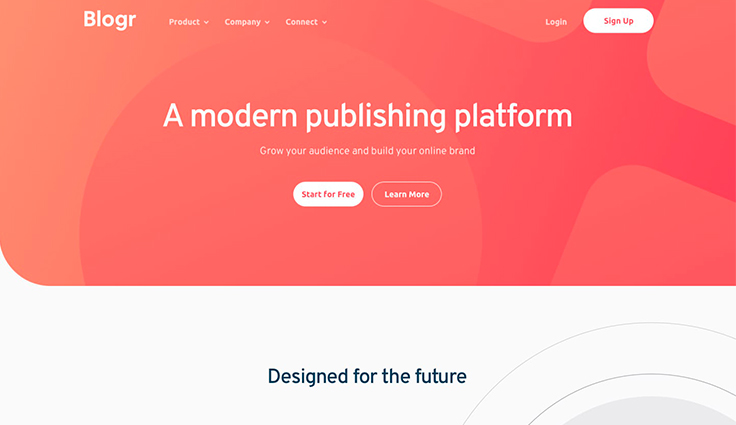 Blogr Product Company Connect Login Sign Up
A modern publishing platform
Grow your audience and build your online brand
Start for Free Learn More
Designed for the future